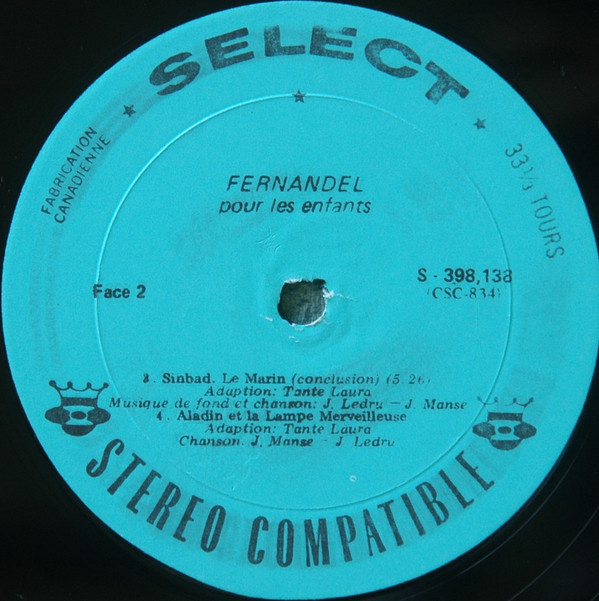 SELECT
FABRICATION
CANADIENNE
33 1/3 TOURS
FERNANDEL
pour les enfants
Face 2
S - 398,138
(CSC-834)
3. Sinbad. Le Marin (conclusion) (5.26)
Adaption: Tante Laura
Musique de fond et chanson: J. Ledru - J. Manse
4. Aladin et la Lampe Merveilleuse
Adaption: Tante Laura
Chanson. J. Manse - J. Ledru
STEREO COMPATIBLE